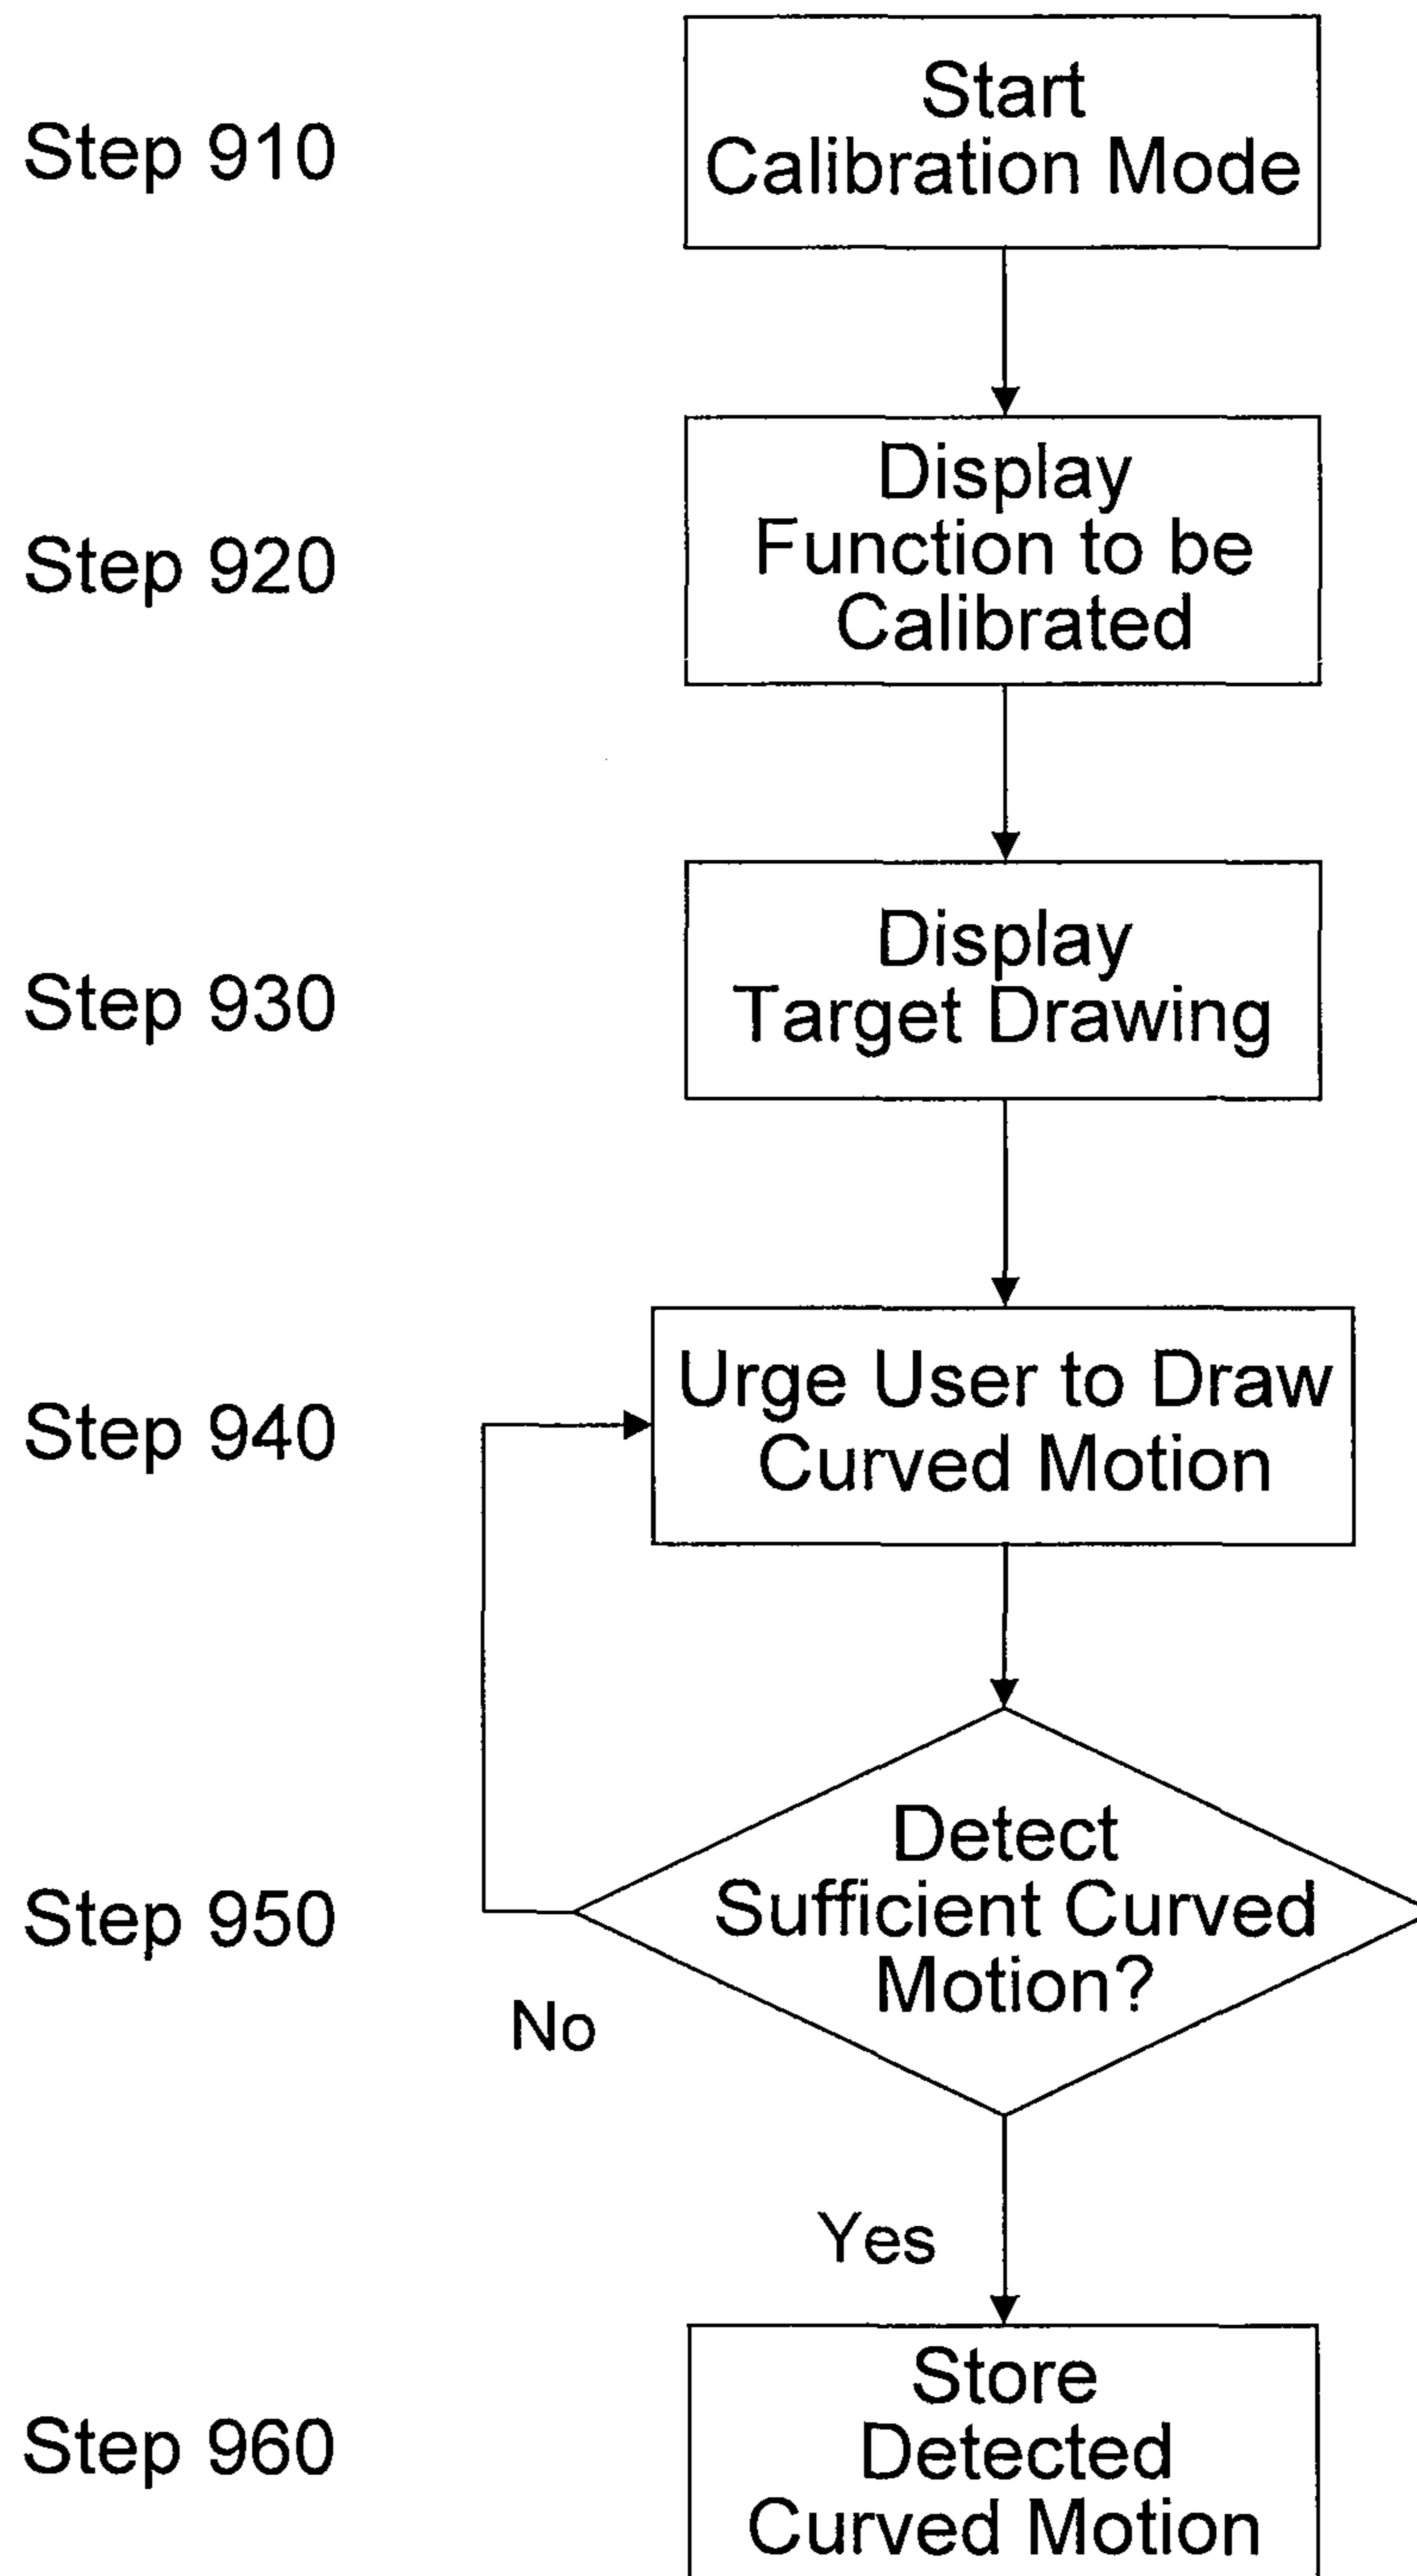 Step 910
Start
Calibration Mode
Step 920
Display
Function to be
Calibrated
Step 930
Display
Target Drawing
Step 940
Urge User to Draw
Curved Motion
Step 950
Detect
Sufficient Curved
Motion?
No
Yes
Step 960
Store
Detected
Curved Motion